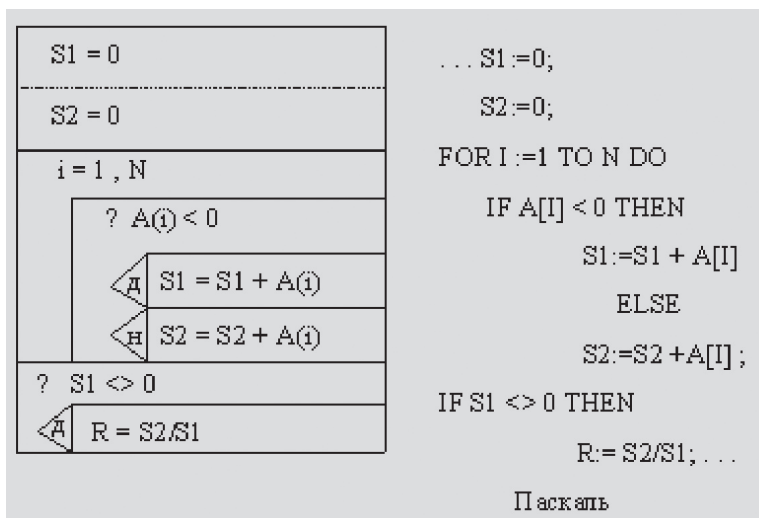 S1 = 0
S2 = 0
i = 1 , N
? A(i) < 0
д S1 = S1 + A(i)
н S2 = S2 + A(i)
? S1 <> 0
д R = S2/S1
... S1:=0;
S2:=0;
FOR I :=1 TO N DO
IF A[I] < 0 THEN
S1:=S1 + A[I]
ELSE
S2:=S2 +A[I] ;
IF S1 <> 0 THEN
R:= S2/S1; ...
Паскаль